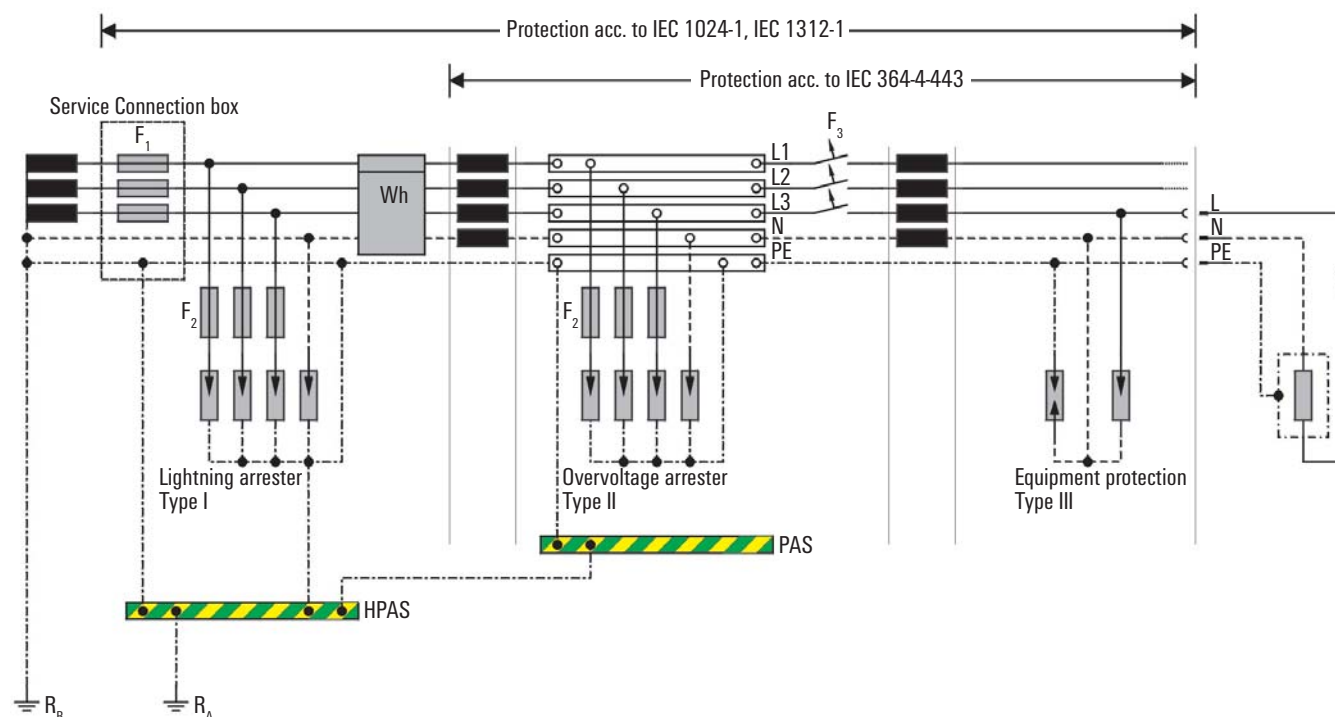 Protection acc. to IEC 1024-1, IEC 1312-1
Protection acc. to IEC 364-4-443
Service Connection box
F1
F3
L1
L2
L3
N
PE
Wh
L
N
PE
F2
F2
Lightning arrester
Type I
Overvoltage arrester
Type II
Equipment protection
Type III
PAS
HPAS
RB
RA